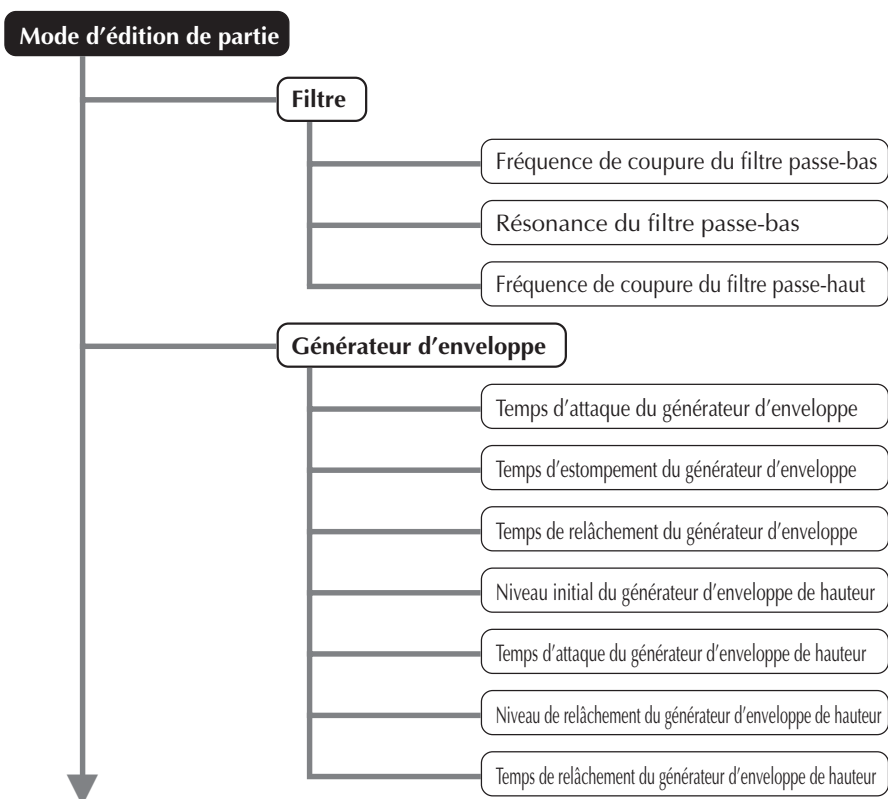 Mode d’édition de partie
Filtre
Fréquence de coupure du filtre passe-bas
Résonance du filtre passe-bas
Fréquence de coupure du filtre passe-haut
Générateur d’enveloppe
Temps d’attaque du générateur d’enveloppe
Temps d’estompement du générateur d’enveloppe
Temps de relâchement du générateur d’enveloppe
Niveau initial du générateur d’enveloppe de hauteur
Temps d’attaque du générateur d’enveloppe de hauteur
Niveau de relâchement du générateur d’enveloppe de hauteur
Temps de relâchement du générateur d’enveloppe de hauteur